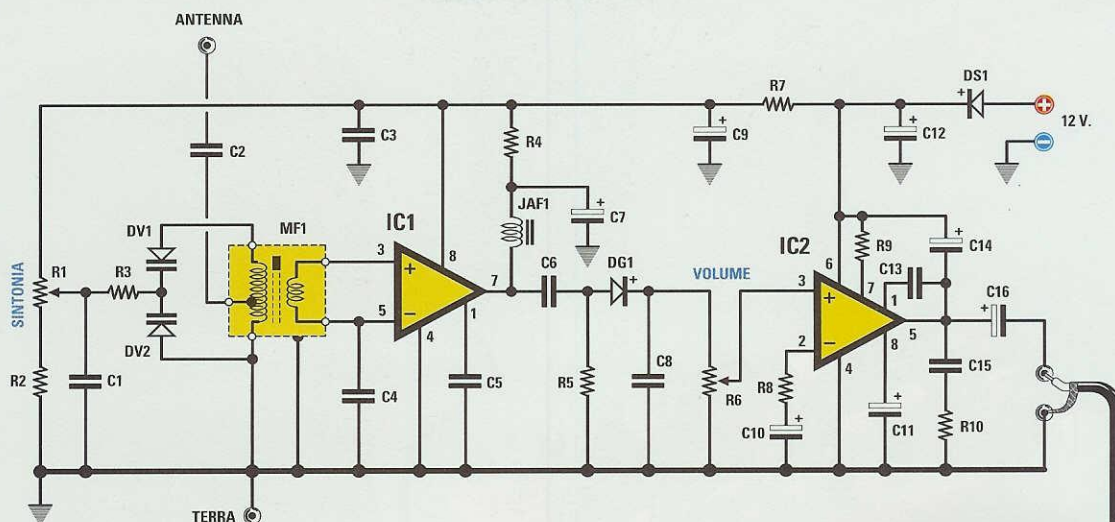 ANTENNA
R7
DS1
12 V.
C3
R4
C9
C12
C2
JAF1
C7
DV1
MF1
IC1
IC2
R9
C14
3
8
C6
DG1
VOLUME
6
C13
SINTONIA
R1
R3
7
3
7
1
C16
5
1
2
5
DV2
4
8
C15
R2
C1
C4
C5
R5
C8
R6
R8
4
C10
C11
R10
TERRA